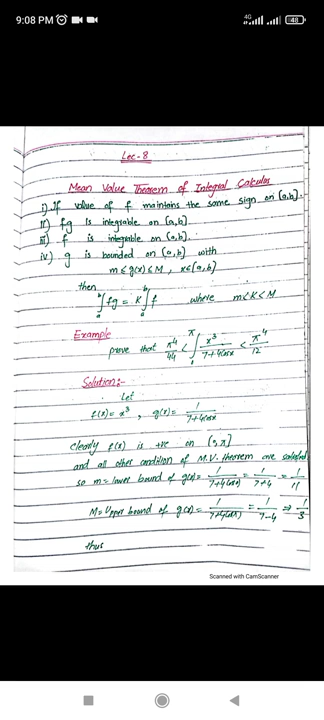 9:08 PM
4G
48
Lec-8
Mean Value Theorem of Integral Calculus
i) If value of f maintains the same sign on [a,b].
ii) fg Is integrable on [a,b]
iii) f is integrable on [a,b].
iv) g is bounded on [a,b] with
m ≤ g(x) ≤ M, x∈[a,b]
then
∫ₐᵇ fg = K ∫ₐᵇ f where m<K<M
Example
prove that π⁴/44 < ∫ π x³/7+4cosx < π⁴/12
Solution:-
Let
f(x) = x³, g(x) = 1/7+4cosx
clearly f(x) is +ve on [0,π]
and all other condition of M.V. theorem are satisfied
so m = lower bound of g(x) = 1/7+4(cos0) = 1/7+4 = 1/11
M = Upper bound of g(x) = 1/7+4(cosπ) = 1/7-4 ⇒ 1/3
thus
Scanned with CamScanner